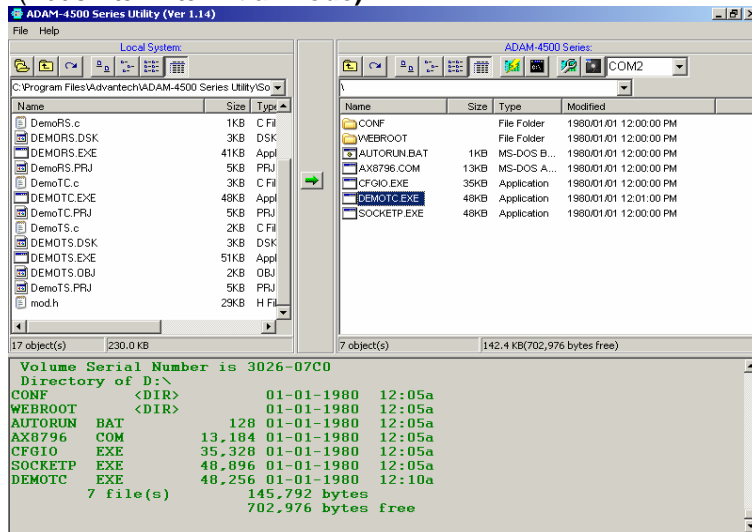 ADAM-4500 Series Utility (Ver 1.14)
File Help
Local System:
ADAM-4500 Series:
COM2
C:\Program Files\Advantech\ADAM-4500 Series Utility\So
\
Name Size Type
DemoRS.c 1KB C Fil
DEMORS.DSK 3KB DSK
DEMORS.EXE 41KB Appl
DemoRS.PRJ 5KB PRJ
DemoTC.c 3KB C Fil
DEMOTC.EXE 48KB Appl
DemoTC.PRJ 5KB PRJ
DemoTS.c 2KB C Fil
DEMOTS.DSK 3KB DSK
DEMOTS.EXE 51KB Appl
DEMOTS.OBJ 2KB OBJ
DemoTS.PRJ 5KB PRJ
mod.h 29KB H Fil
Name Size Type Modified
CONF File Folder 1980/01/01 12:00:00 PM
WEBROOT File Folder 1980/01/01 12:00:00 PM
AUTORUN.BAT 1KB MS-DOS B... 1980/01/01 12:00:00 PM
AX8796.COM 13KB MS-DOS A... 1980/01/01 12:00:00 PM
CFGIO.EXE 35KB Application 1980/01/01 12:00:00 PM
DEMOTC.EXE 48KB Application 1980/01/01 12:01:00 PM
SOCKETP.EXE 48KB Application 1980/01/01 12:00:00 PM
17 object(s) 230.0 KB
7 object(s) 142.4 KB(702,976 bytes free)
Volume Serial Number is 3026-07C0
Directory of D:\
CONF <DIR> 01-01-1980 12:05a
WEBROOT <DIR> 01-01-1980 12:05a
AUTORUN BAT 128 01-01-1980 12:05a
AX8796 COM 13,184 01-01-1980 12:05a
CFGIO EXE 35,328 01-01-1980 12:05a
SOCKETP EXE 48,896 01-01-1980 12:05a
DEMOTC EXE 48,256 01-01-1980 12:10a
7 file(s) 145,792 bytes
702,976 bytes free